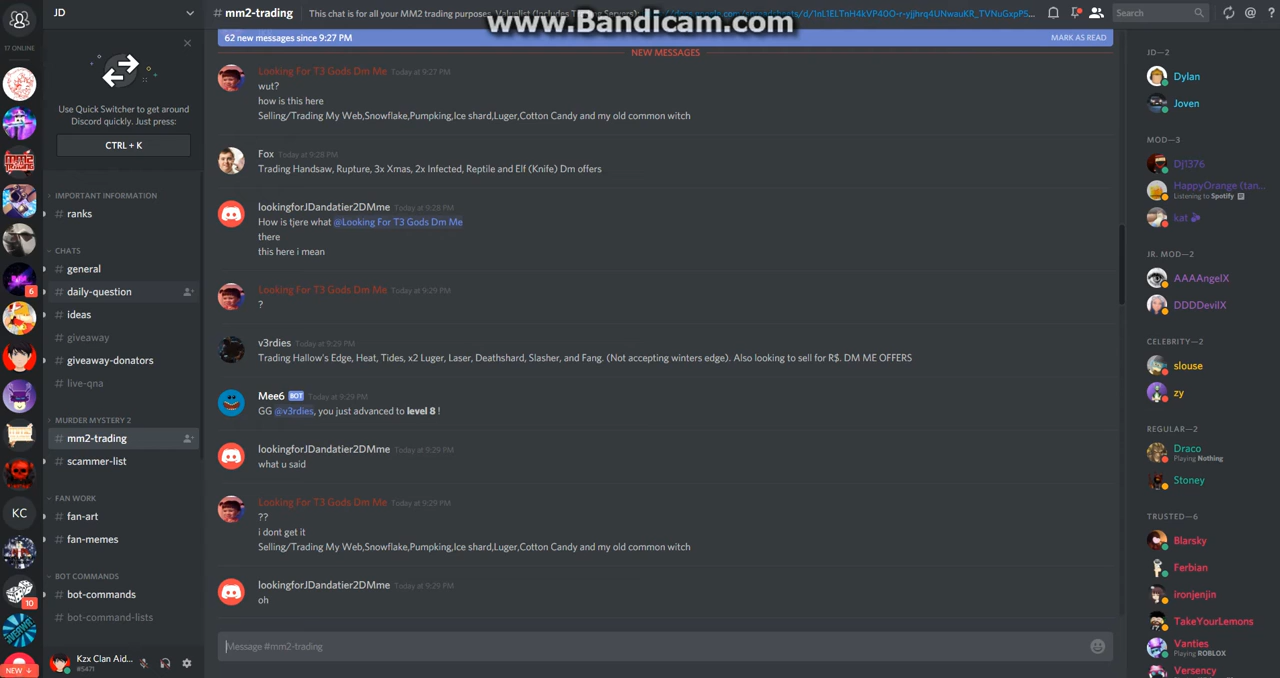 www.Bandicam.com
JD
# mm2-trading
This chat is for all your MM2 trading purposes.
Search
17 ONLINE
62 new messages since 9:27 PM
MARK AS READ
NEW MESSAGES
Use Quick Switcher to get around
Discord quickly. Just press:
CTRL + K
IMPORTANT INFORMATION
# ranks
CHATS
# general
# daily-question
# ideas
# giveaway
# giveaway-donators
# live-qna
MURDER MYSTERY 2
# mm2-trading
# scammer-list
FAN WORK
# fan-art
# fan-memes
BOT COMMANDS
# bot-commands
# bot-command-lists
6
KC
10
NEW ↓
Kzx Clan Aid...
#5471
Looking For T3 Gods Dm Me Today at 9:27 PM
wut?
how is this here
Selling/Trading My Web,Snowflake,Pumpking,Ice shard,Luger,Cotton Candy and my old common witch
Fox Today at 9:28 PM
Trading Handsaw, Rupture, 3x Xmas, 2x Infected, Reptile and Elf (Knife) Dm offers
lookingforJDandatier2DMme Today at 9:28 PM
How is tjere what @Looking For T3 Gods Dm Me
there
this here i mean
Looking For T3 Gods Dm Me Today at 9:29 PM
?
v3rdies Today at 9:29 PM
Trading Hallow's Edge, Heat, Tides, x2 Luger, Laser, Deathshard, Slasher, and Fang. (Not accepting winters edge). Also looking to sell for R$. DM ME OFFERS
Mee6 BOT Today at 9:29 PM
GG @v3rdies, you just advanced to level 8 !
lookingforJDandatier2DMme Today at 9:29 PM
what u said
Looking For T3 Gods Dm Me Today at 9:29 PM
??
i dont get it
Selling/Trading My Web,Snowflake,Pumpking,Ice shard,Luger,Cotton Candy and my old common witch
lookingforJDandatier2DMme Today at 9:29 PM
oh
Message #mm2-trading
JD—2
Dylan
Joven
MOD—3
Dj1376
HappyOrange (tan...
Listening to Spotify
kat
JR. MOD—2
AAAAngelX
DDDDevilX
CELEBRITY—2
slouse
zy
REGULAR—2
Draco
Playing Nothing
Stoney
TRUSTED—6
Blarsky
Ferbian
ironjenjin
TakeYourLemons
Vanties
Playing ROBLOX
Versency